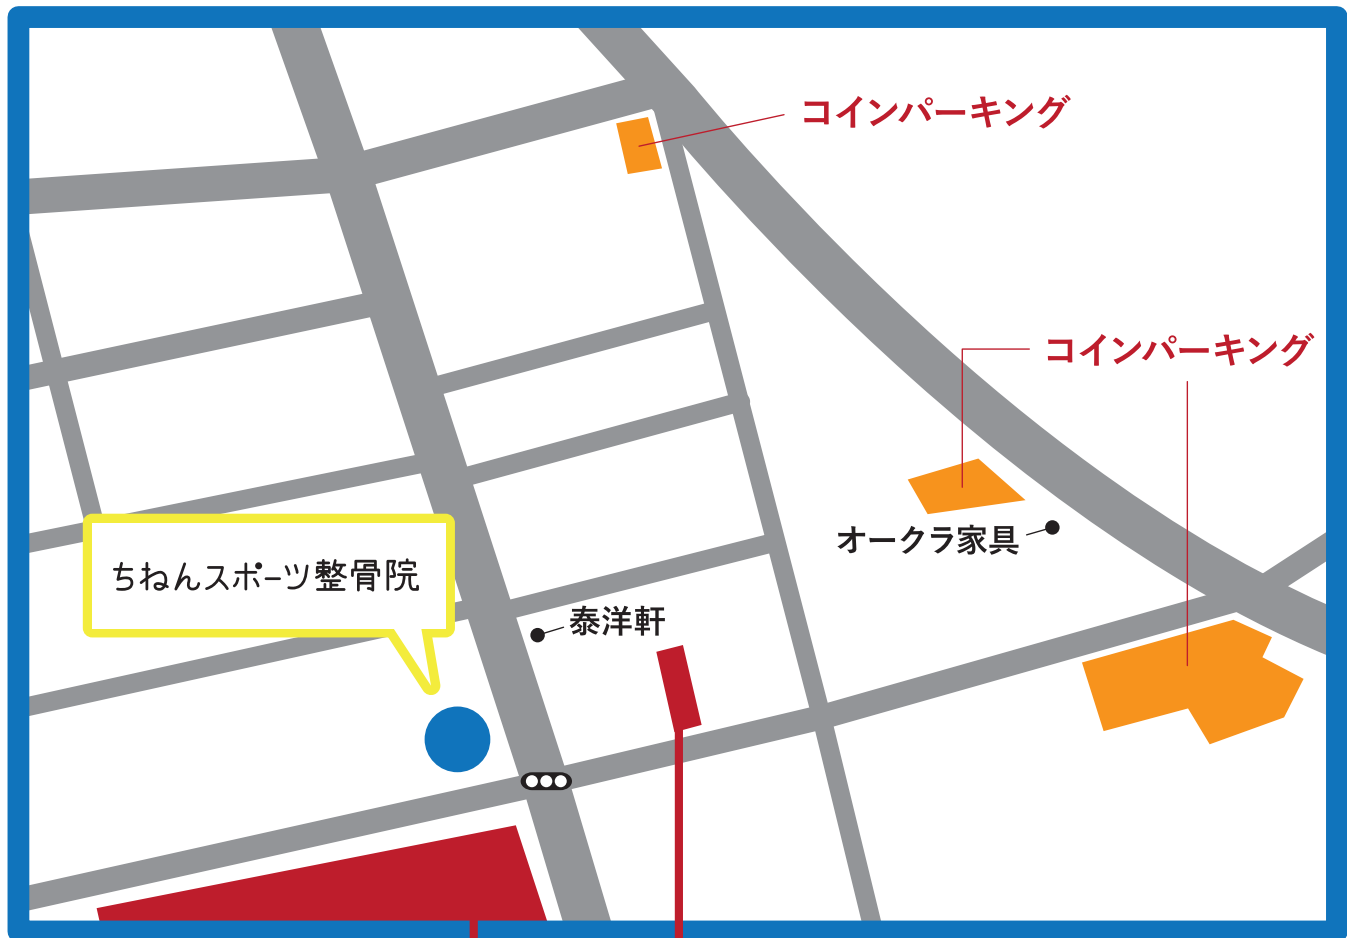 コインパーキング
コインパーキング
オークラ家具
ちねんスポーツ整骨院
泰洋軒